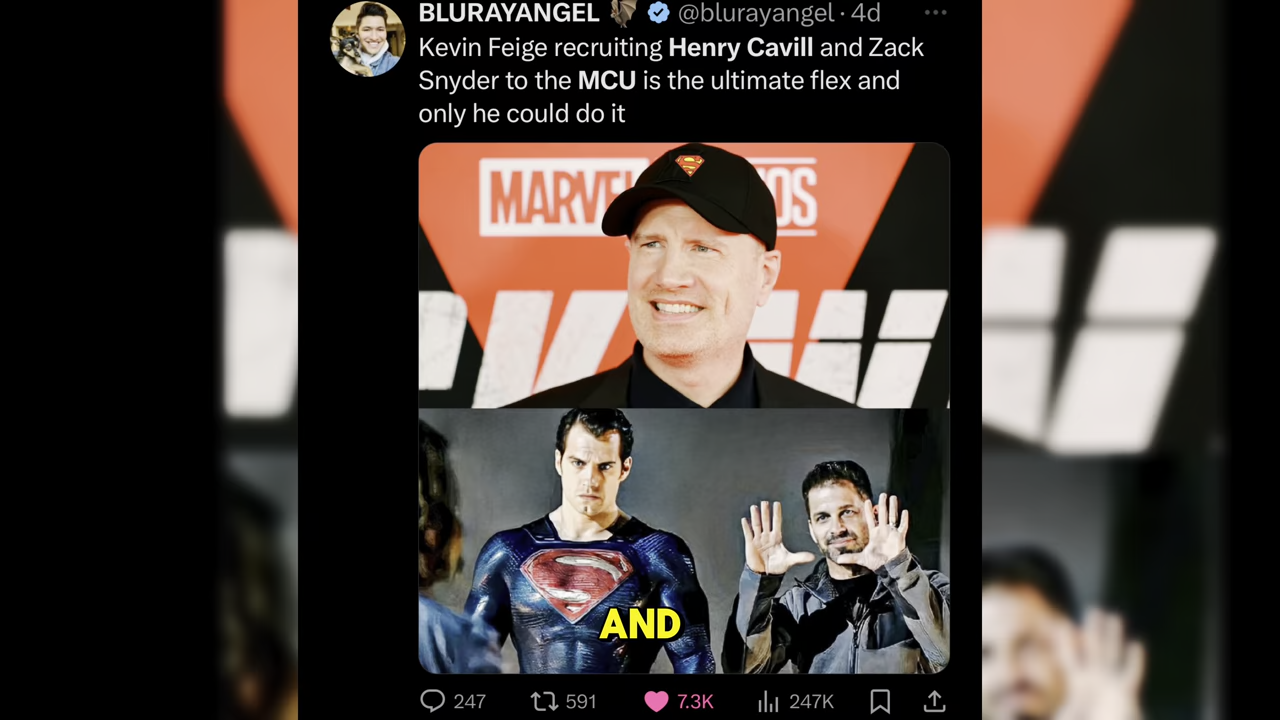 BLURAYANGEL @blurayangel · 4d
Kevin Feige recruiting Henry Cavill and Zack
Snyder to the MCU is the ultimate flex and
only he could do it
MARVEL
OS
AND
247 591 7.3K 247K